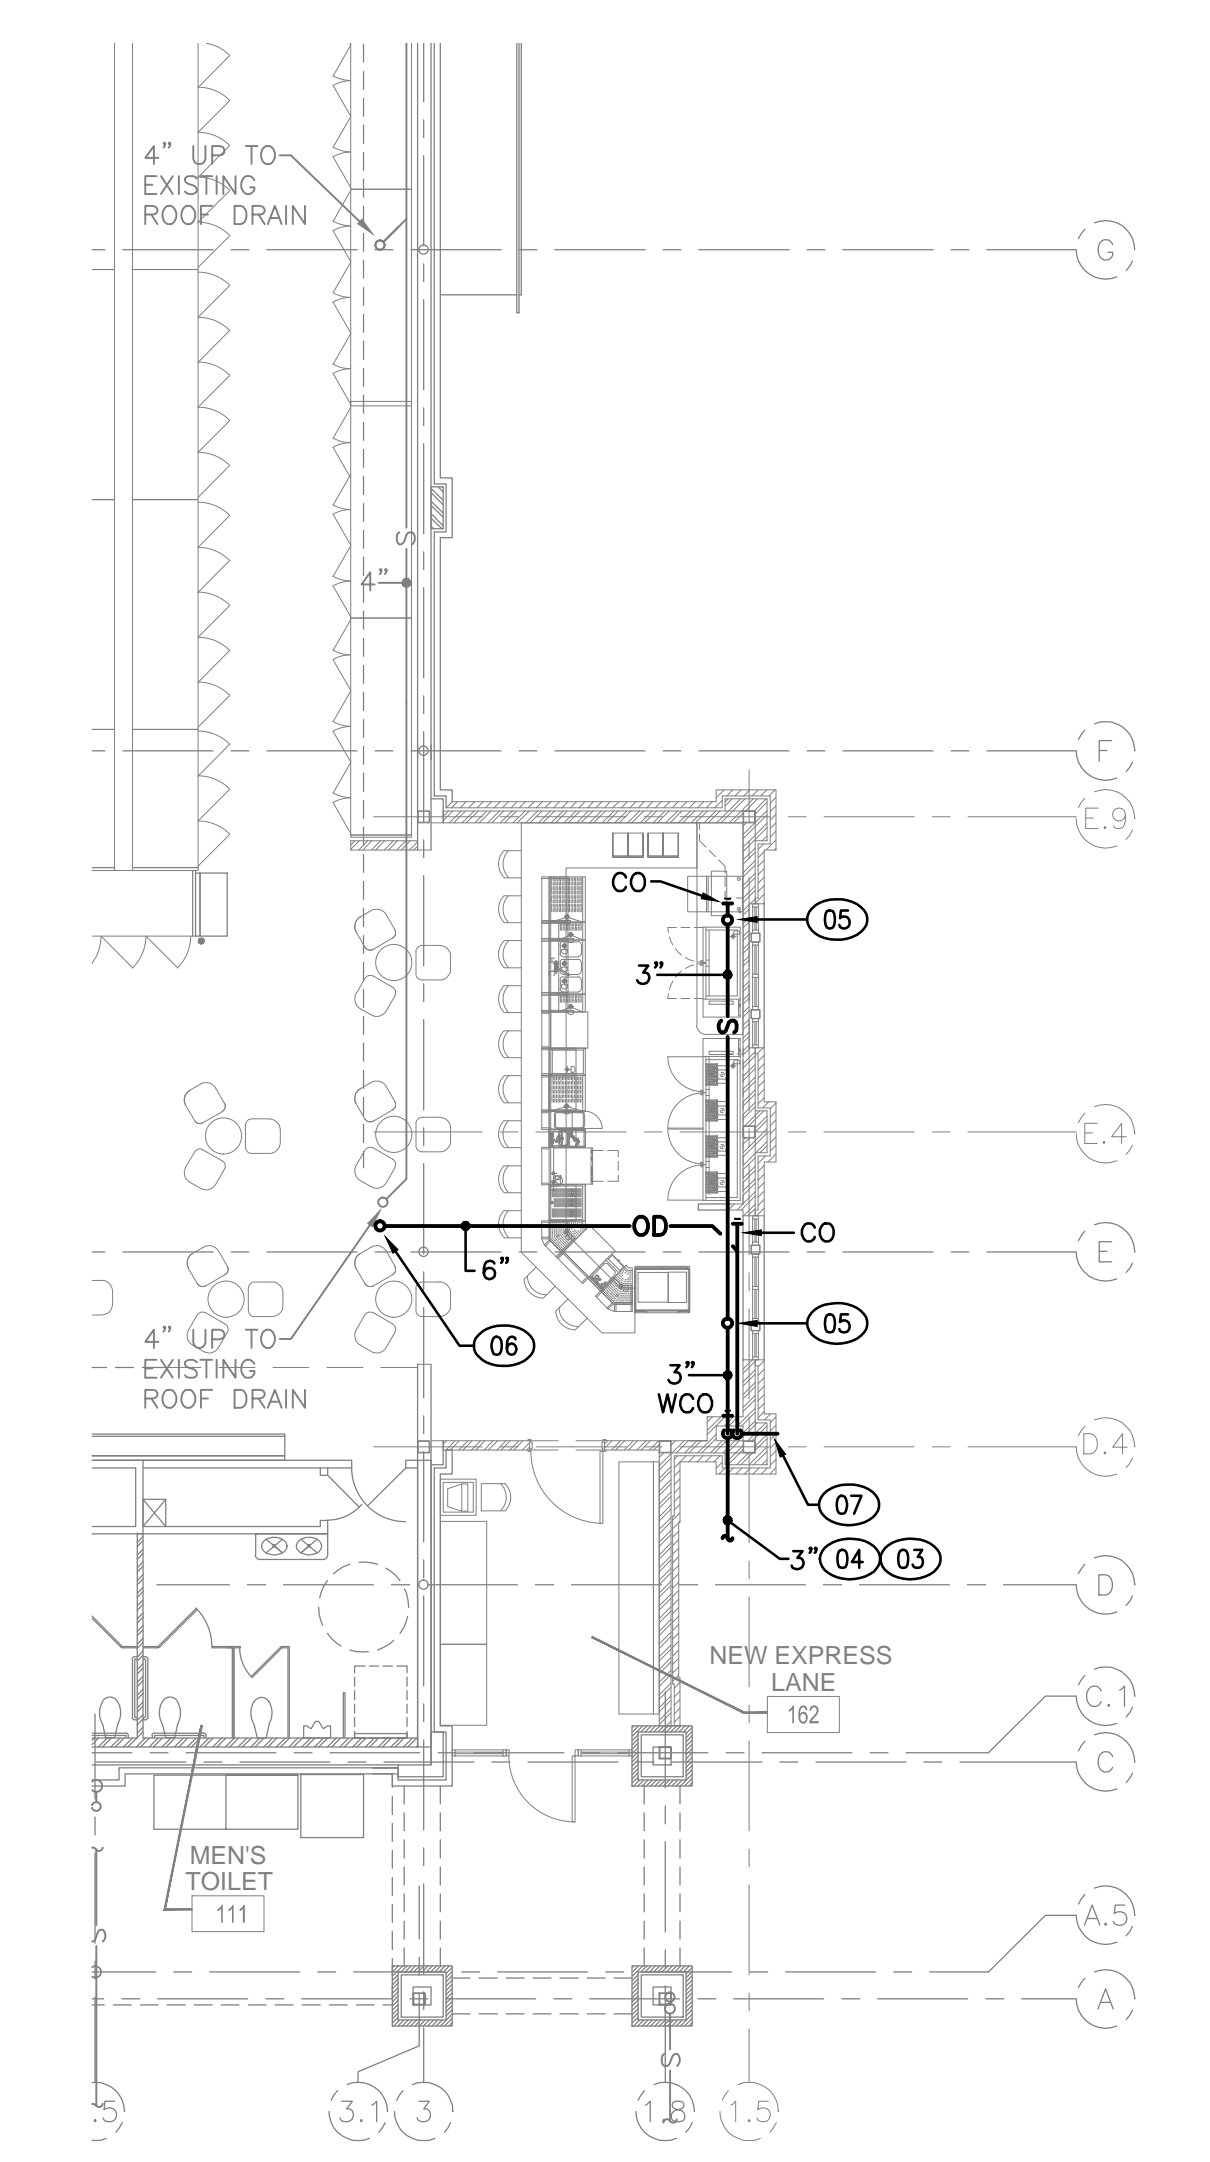 4” UP TO
EXISTING
ROOF DRAIN
G
S
4”
F
E.9
CO
05
3”
S
E.4
OD
CO
E
6”
05
4” UP TO
EXISTING
ROOF DRAIN
06
3”
WCO
D.4
07
3” 04 03
D
NEW EXPRESS
LANE
162
C.1
C
MEN'S
TOILET
111
A.5
S
A
S
.5
3.1
3
1.8
1.5